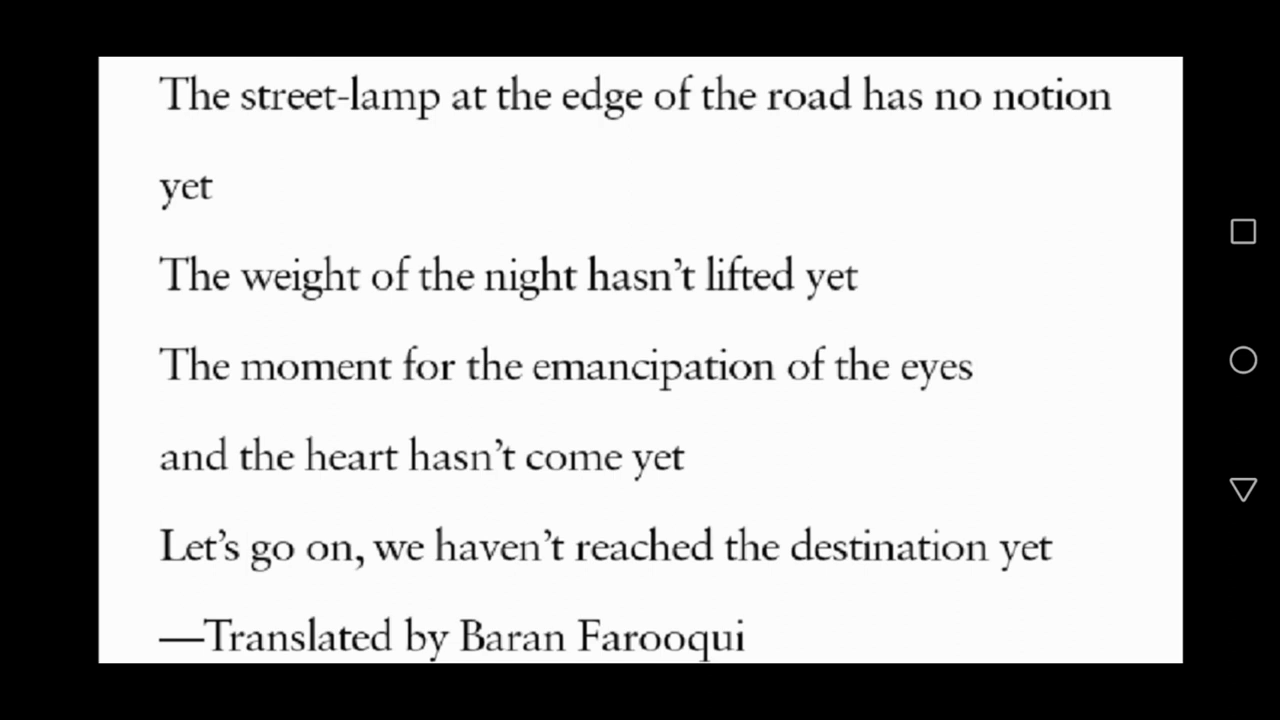 The street-lamp at the edge of the road has no notion
yet
The weight of the night hasn’t lifted yet
The moment for the emancipation of the eyes
and the heart hasn’t come yet
Let’s go on, we haven’t reached the destination yet
—Translated by Baran Farooqui